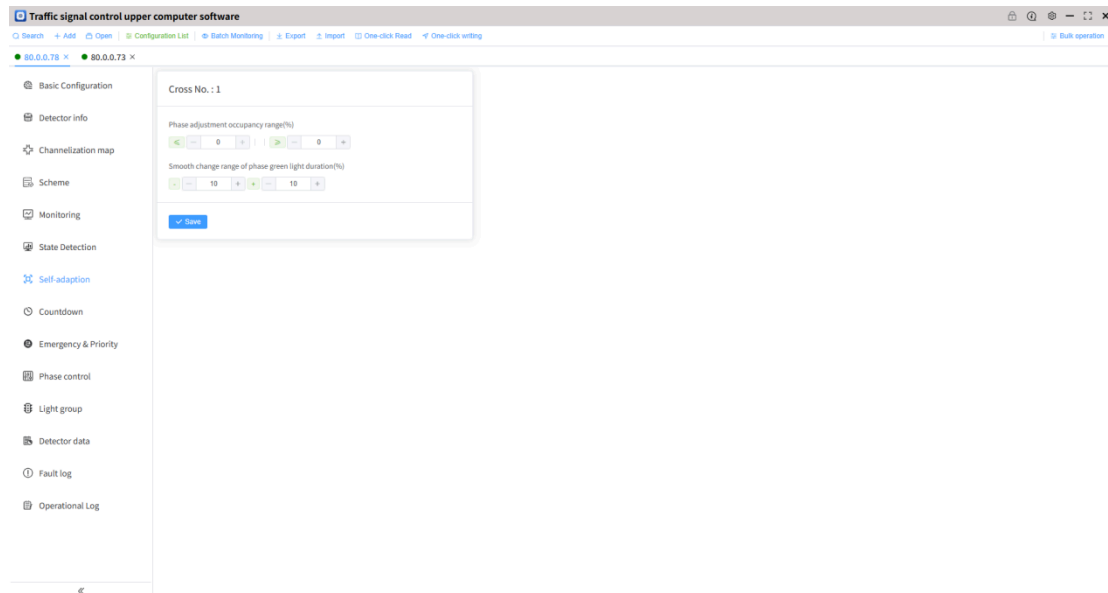 Traffic signal control upper computer software
Search + Add Open Configuration List Batch Monitoring Export Import One-click Read One-click writing Bulk operation
80.0.0.78 × 80.0.0.73 ×
Basic Configuration
Detector info
Channelization map
Scheme
Monitoring
State Detection
Self-adaption
Countdown
Emergency & Priority
Phase control
Light group
Detector data
Fault log
Operational Log
Cross No. : 1
Phase adjustment occupancy range(%)
≪ − 0 + | | ≫ − 0 +
Smooth change range of phase green light duration(%)
- − 10 + + − 10 +
Save